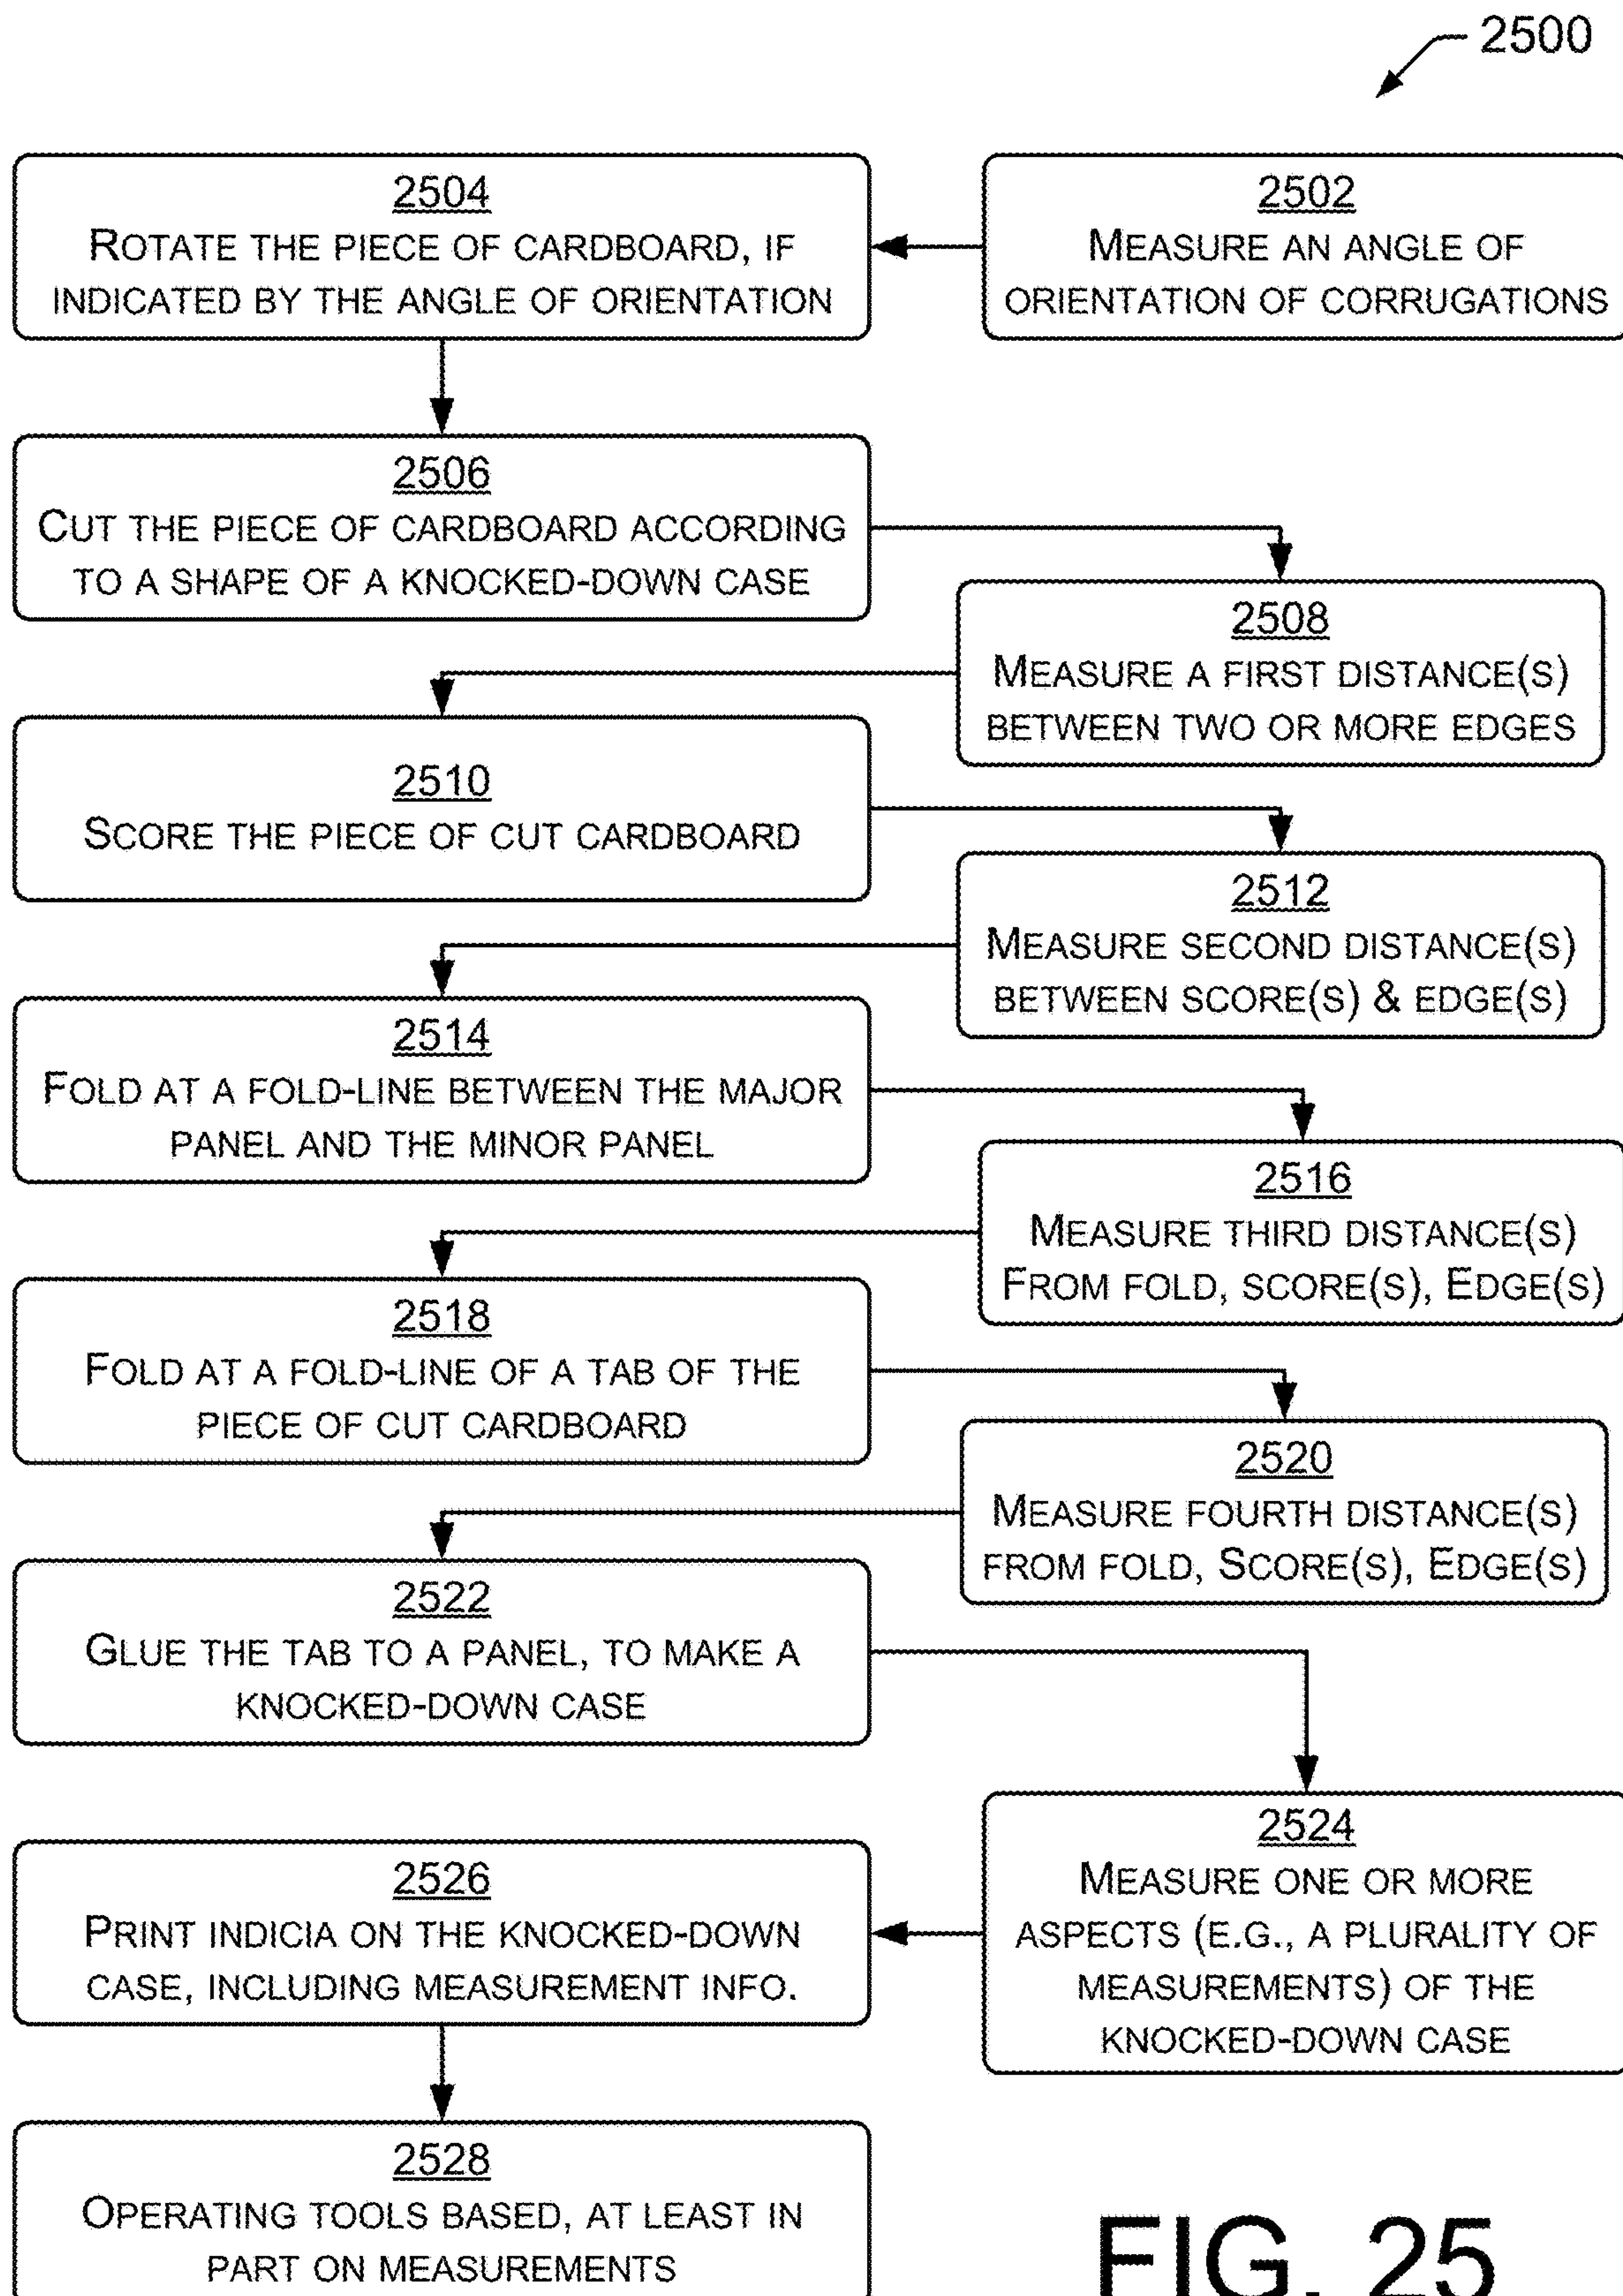 2500
2504
ROTATE THE PIECE OF CARDBOARD, IF
INDICATED BY THE ANGLE OF ORIENTATION
2502
MEASURE AN ANGLE OF
ORIENTATION OF CORRUGATIONS
2506
CUT THE PIECE OF CARDBOARD ACCORDING
TO A SHAPE OF A KNOCKED-DOWN CASE
2508
MEASURE A FIRST DISTANCE(S)
BETWEEN TWO OR MORE EDGES
2510
SCORE THE PIECE OF CUT CARDBOARD
2512
MEASURE SECOND DISTANCE(S)
BETWEEN SCORE(S) & EDGE(S)
2514
FOLD AT A FOLD-LINE BETWEEN THE MAJOR
PANEL AND THE MINOR PANEL
2516
MEASURE THIRD DISTANCE(S)
FROM FOLD, SCORE(S), EDGE(S)
2518
FOLD AT A FOLD-LINE OF A TAB OF THE
PIECE OF CUT CARDBOARD
2520
MEASURE FOURTH DISTANCE(S)
FROM FOLD, SCORE(S), EDGE(S)
2522
GLUE THE TAB TO A PANEL, TO MAKE A
KNOCKED-DOWN CASE
2524
MEASURE ONE OR MORE
ASPECTS (E.G., A PLURALITY OF
MEASUREMENTS) OF THE
KNOCKED-DOWN CASE
2526
PRINT INDICIA ON THE KNOCKED-DOWN
CASE, INCLUDING MEASUREMENT INFO.
2528
OPERATING TOOLS BASED, AT LEAST IN
PART ON MEASUREMENTS
FIG. 25